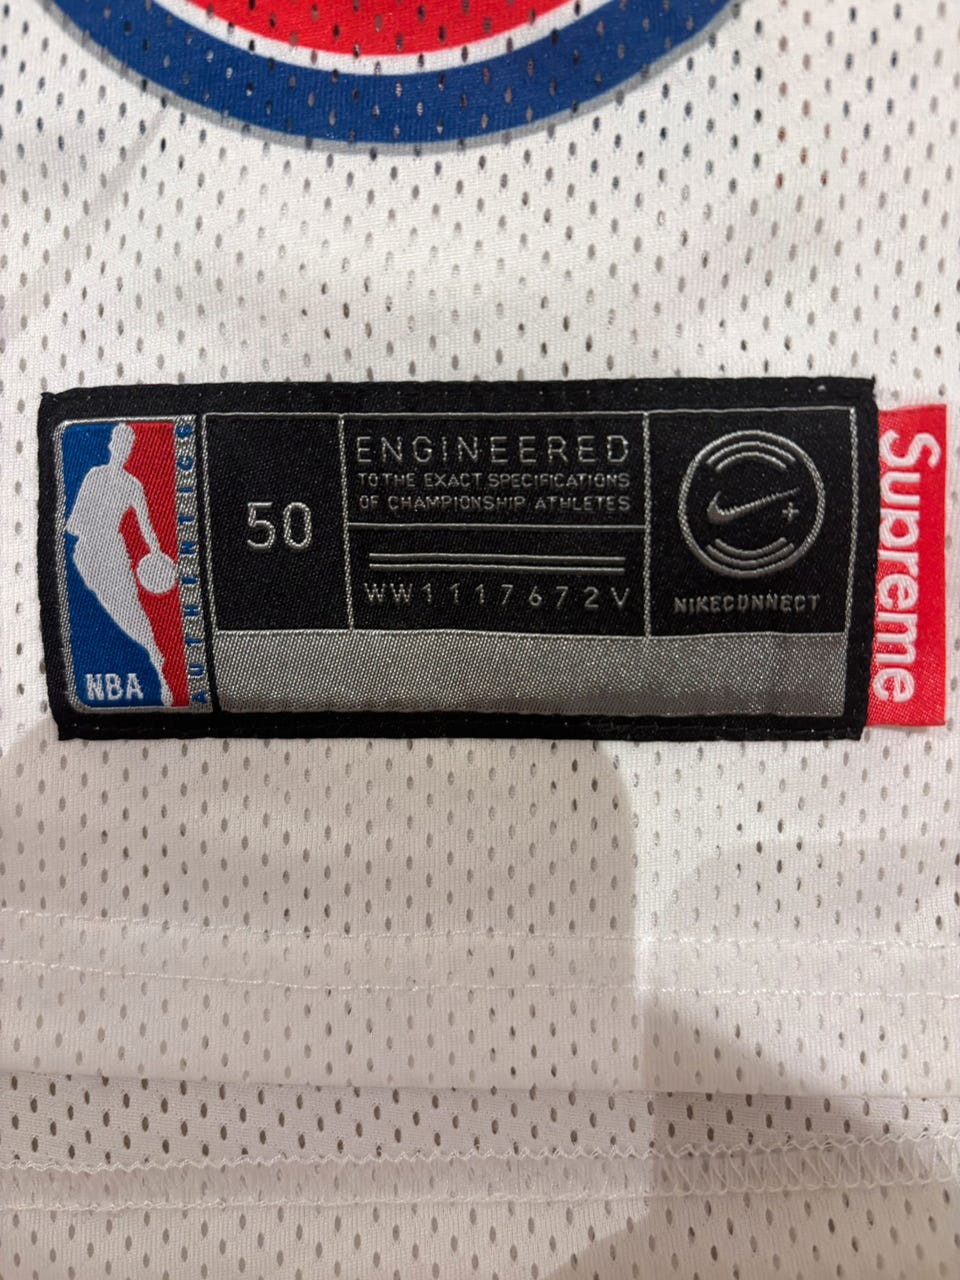 NBA
AUTHENTICS
50
ENGINEERED
TO THE EXACT SPECIFICATIONS
OF CHAMPIONSHIP ATHLETES
WW1117672V
NIKECONNECT
Supreme